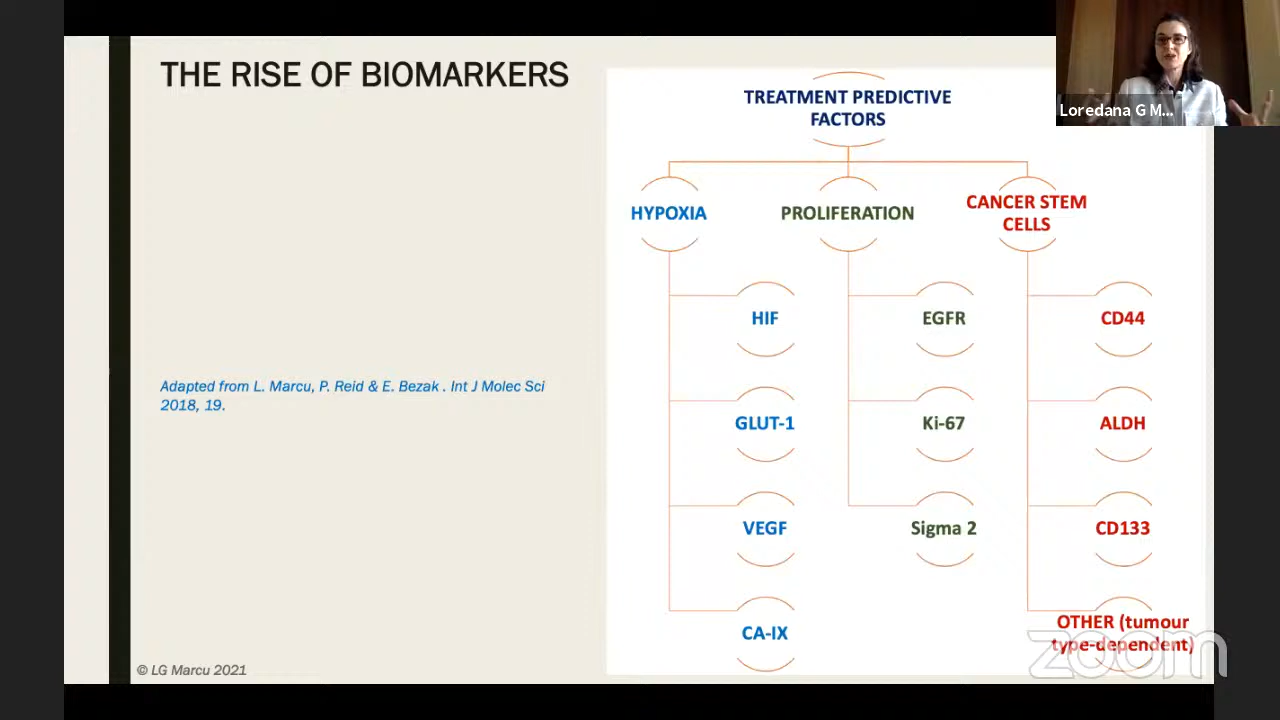 THE RISE OF BIOMARKERS
Adapted from L. Marcu, P. Reid & E. Bezak . Int J Molec Sci
2018, 19.
© LG Marcu 2021
TREATMENT PREDICTIVE
FACTORS
HYPOXIA
HIF
GLUT-1
VEGF
CA-IX
PROLIFERATION
EGFR
Ki-67
Sigma 2
CANCER STEM
CELLS
CD44
ALDH
CD133
OTHER (tumour
type-dependent)
Loredana G M...
zoom